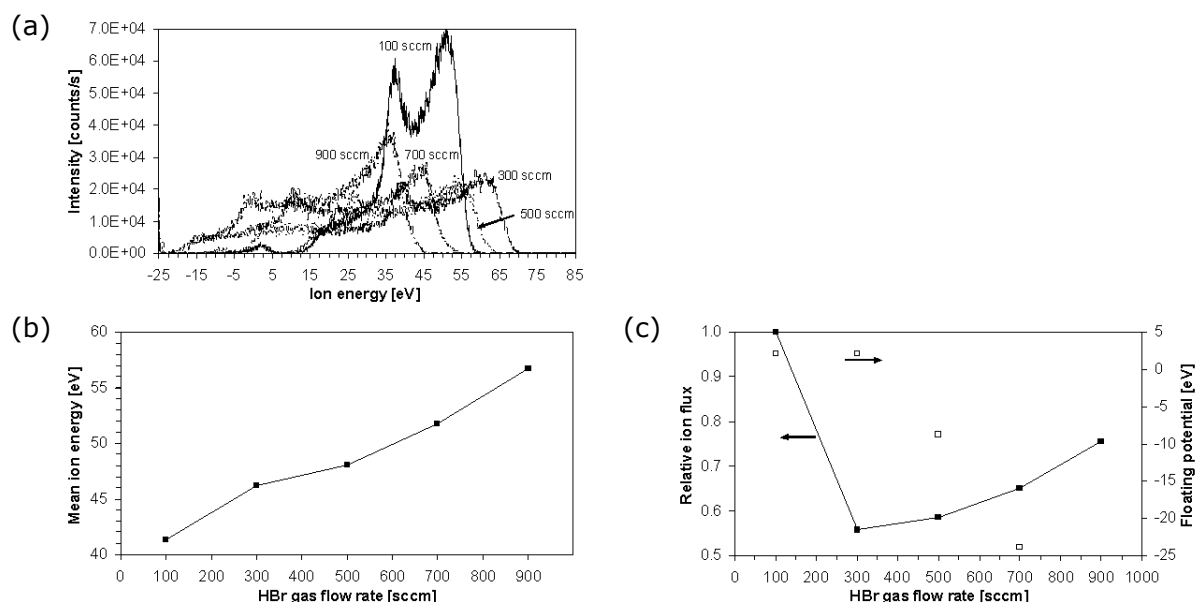 (a)
7.0E+04
6.0E+04
5.0E+04
4.0E+04
3.0E+04
2.0E+04
1.0E+04
0.0E+00
Intensity [counts/s]
100 sccm
900 sccm
700 sccm
300 sccm
500 sccm
-25 -15 -5 5 15 25 35 45 55 65 75 85
Ion energy [eV]
(b)
60
55
50
45
40
Mean ion energy [eV]
0 100 200 300 400 500 600 700 800 900
HBr gas flow rate [sccm]
(c)
1.0
0.9
0.8
0.7
0.6
0.5
Relative ion flux
5
0
-5
-10
-15
-20
-25
Floating potential [eV]
0 100 200 300 400 500 600 700 800 900 1000
HBr gas flow rate [sccm]